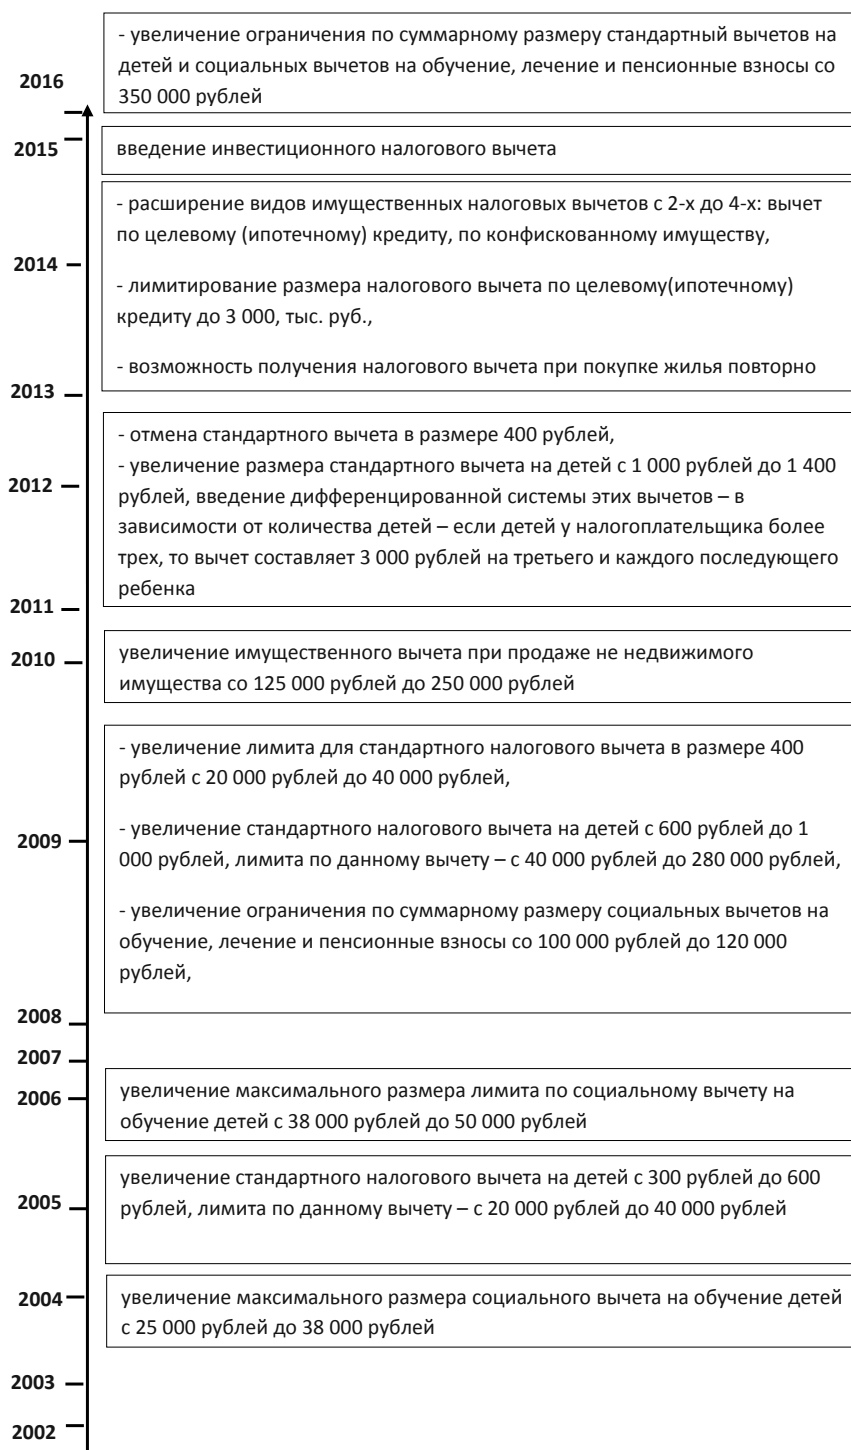 - увеличение ограничения по суммарному размеру стандартный вычетов на
детей и социальных вычетов на обучение, лечение и пенсионные взносы со
350 000 рублей
2016
2015
введение инвестиционного налогового вычета
- расширение видов имущественных налоговых вычетов с 2-х до 4-х: вычет
по целевому (ипотечному) кредиту, по конфискованному имуществу,
2014
- лимитирование размера налогового вычета по целевому(ипотечному)
кредиту до 3 000, тыс. руб.,
- возможность получения налогового вычета при покупке жилья повторно
2013
- отмена стандартного вычета в размере 400 рублей,
- увеличение размера стандартного вычета на детей с 1 000 рублей до 1 400
2012
рублей, введение дифференцированной системы этих вычетов – в
зависимости от количества детей – если детей у налогоплательщика более
трех, то вычет составляет 3 000 рублей на третьего и каждого последующего
ребенка
2011
2010
увеличение имущественного вычета при продаже не недвижимого
имущества со 125 000 рублей до 250 000 рублей
- увеличение лимита для стандартного налогового вычета в размере 400
рублей с 20 000 рублей до 40 000 рублей,
2009
- увеличение стандартного налогового вычета на детей с 600 рублей до 1
000 рублей, лимита по данному вычету – с 40 000 рублей до 280 000 рублей,
- увеличение ограничения по суммарному размеру социальных вычетов на
обучение, лечение и пенсионные взносы со 100 000 рублей до 120 000
рублей,
2008
2007
2006
увеличение максимального размера лимита по социальному вычету на
обучение детей с 38 000 рублей до 50 000 рублей
увеличение стандартного налогового вычета на детей с 300 рублей до 600
2005
рублей, лимита по данному вычету – с 20 000 рублей до 40 000 рублей
2004
увеличение максимального размера социального вычета на обучение детей
с 25 000 рублей до 38 000 рублей
2003
2002